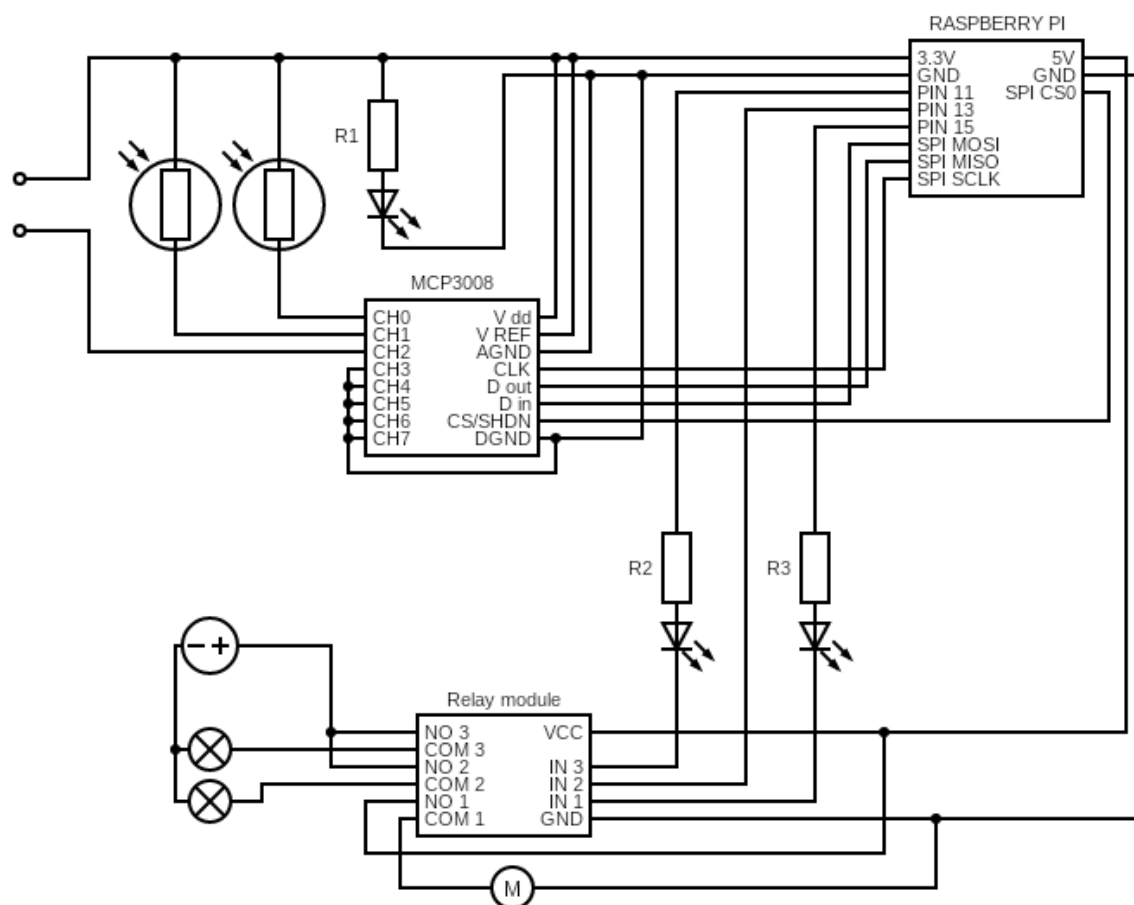 RASPBERRY PI
3.3V 5V
GND GND
PIN 11 SPI CS0
PIN 13
PIN 15
SPI MOSI
SPI MISO
SPI SCLK
R1
MCP3008
CH0 V dd
CH1 V REF
CH2 AGND
CH3 CLK
CH4 D out
CH5 D in
CH6 CS/SHDN
CH7 DGND
R2 R3
− +
Relay module
NO 3 VCC
COM 3
NO 2 IN 3
COM 2 IN 2
NO 1 IN 1
COM 1 GND
M